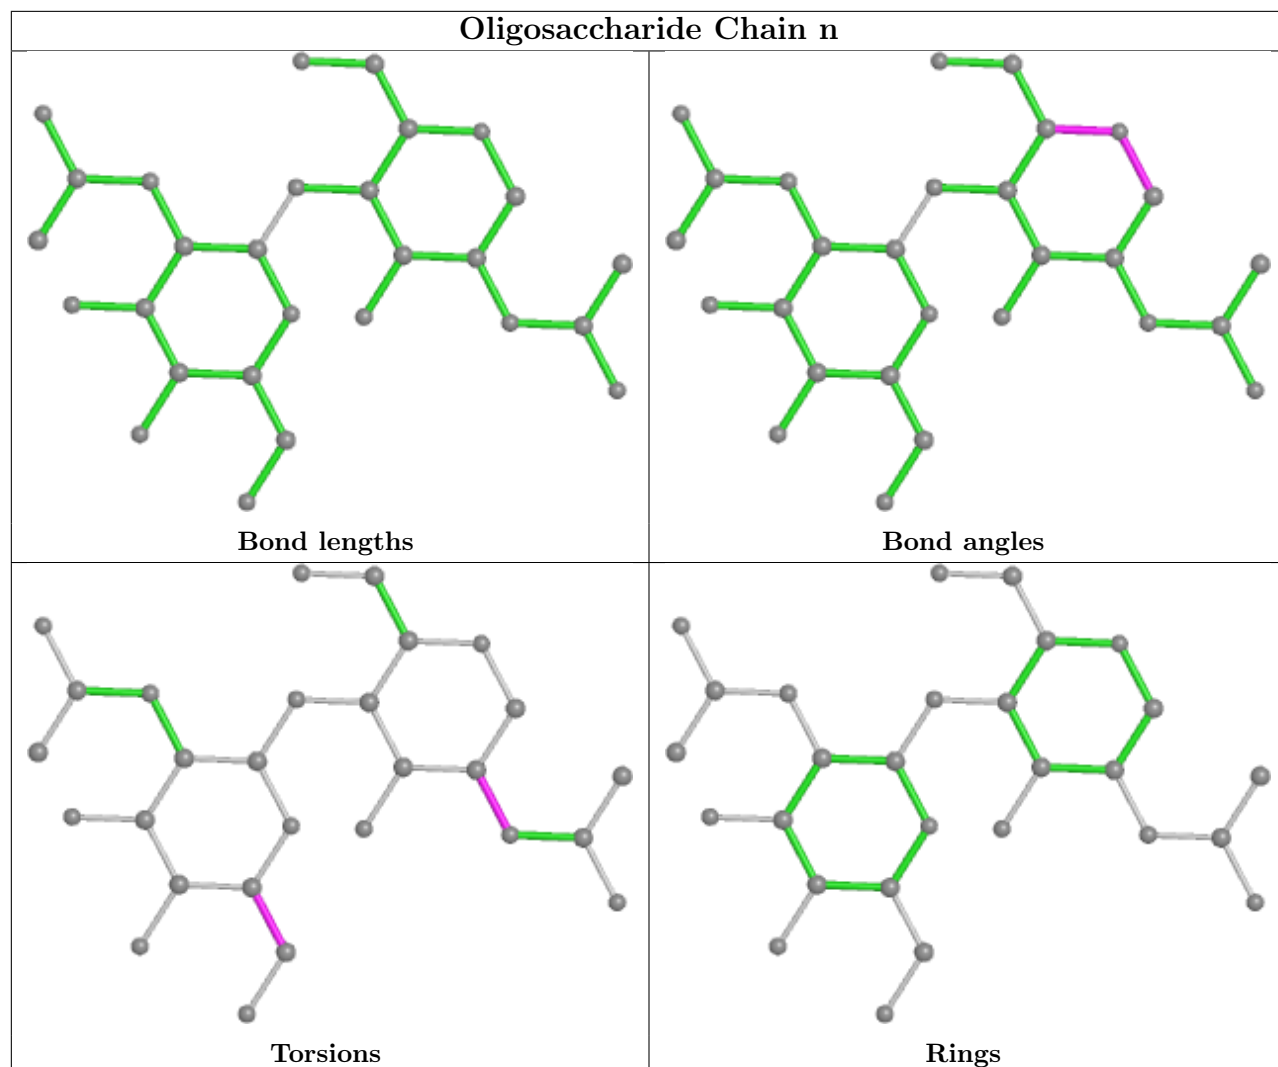 Oligosaccharide Chain n
Bond lengths
Bond angles
Torsions
Rings